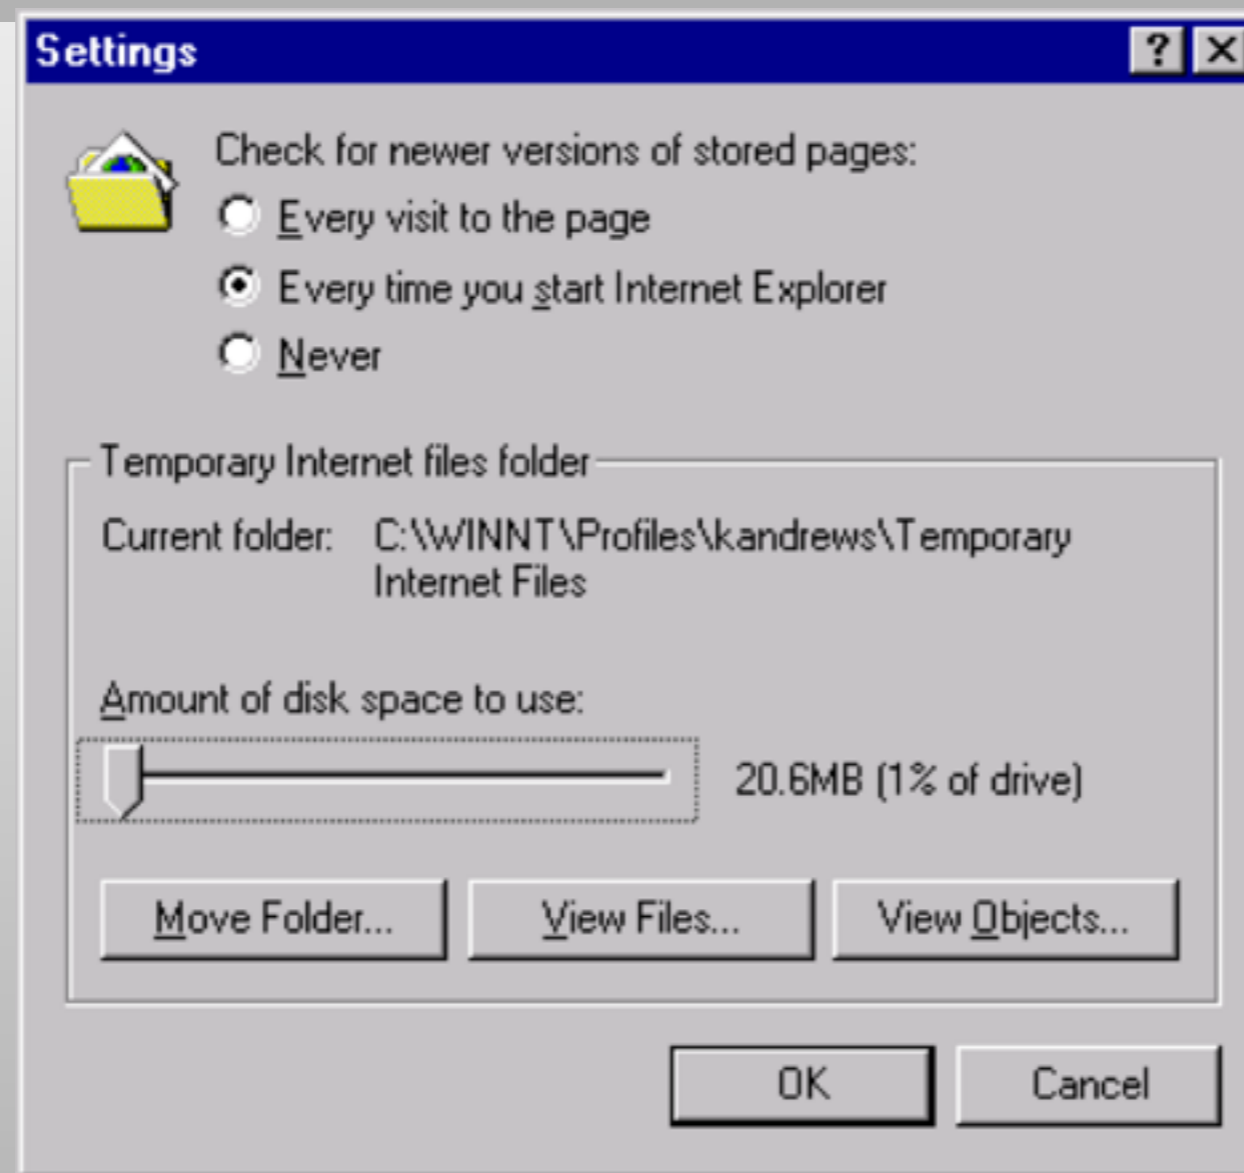 Settings
Check for newer versions of stored pages:
Every visit to the page
Every time you start Internet Explorer
Never
Temporary Internet files folder
Current folder: C:\WINNT\Profiles\kandrews\Temporary
Internet Files
Amount of disk space to use:
20.6MB (1% of drive)
Move Folder... View Files... View Objects...
OK Cancel